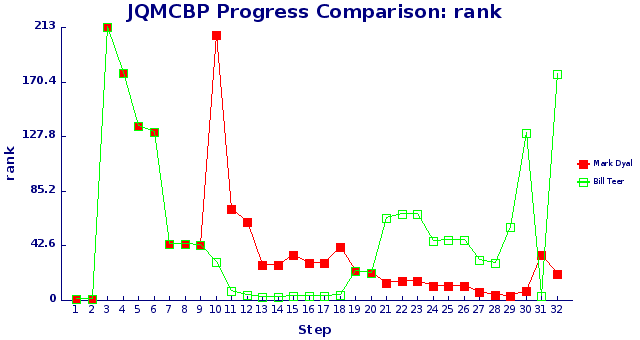 JQMCBP Progress Comparison: rank
213
170.4
127.8
85.2
42.6
0
rank
1 2 3 4 5 6 7 8 9 10 11 12 13 14 15 16 17 18 19 20 21 22 23 24 25 26 27 28 29 30 31 32
Step
Mark Dyal
Bill Teer